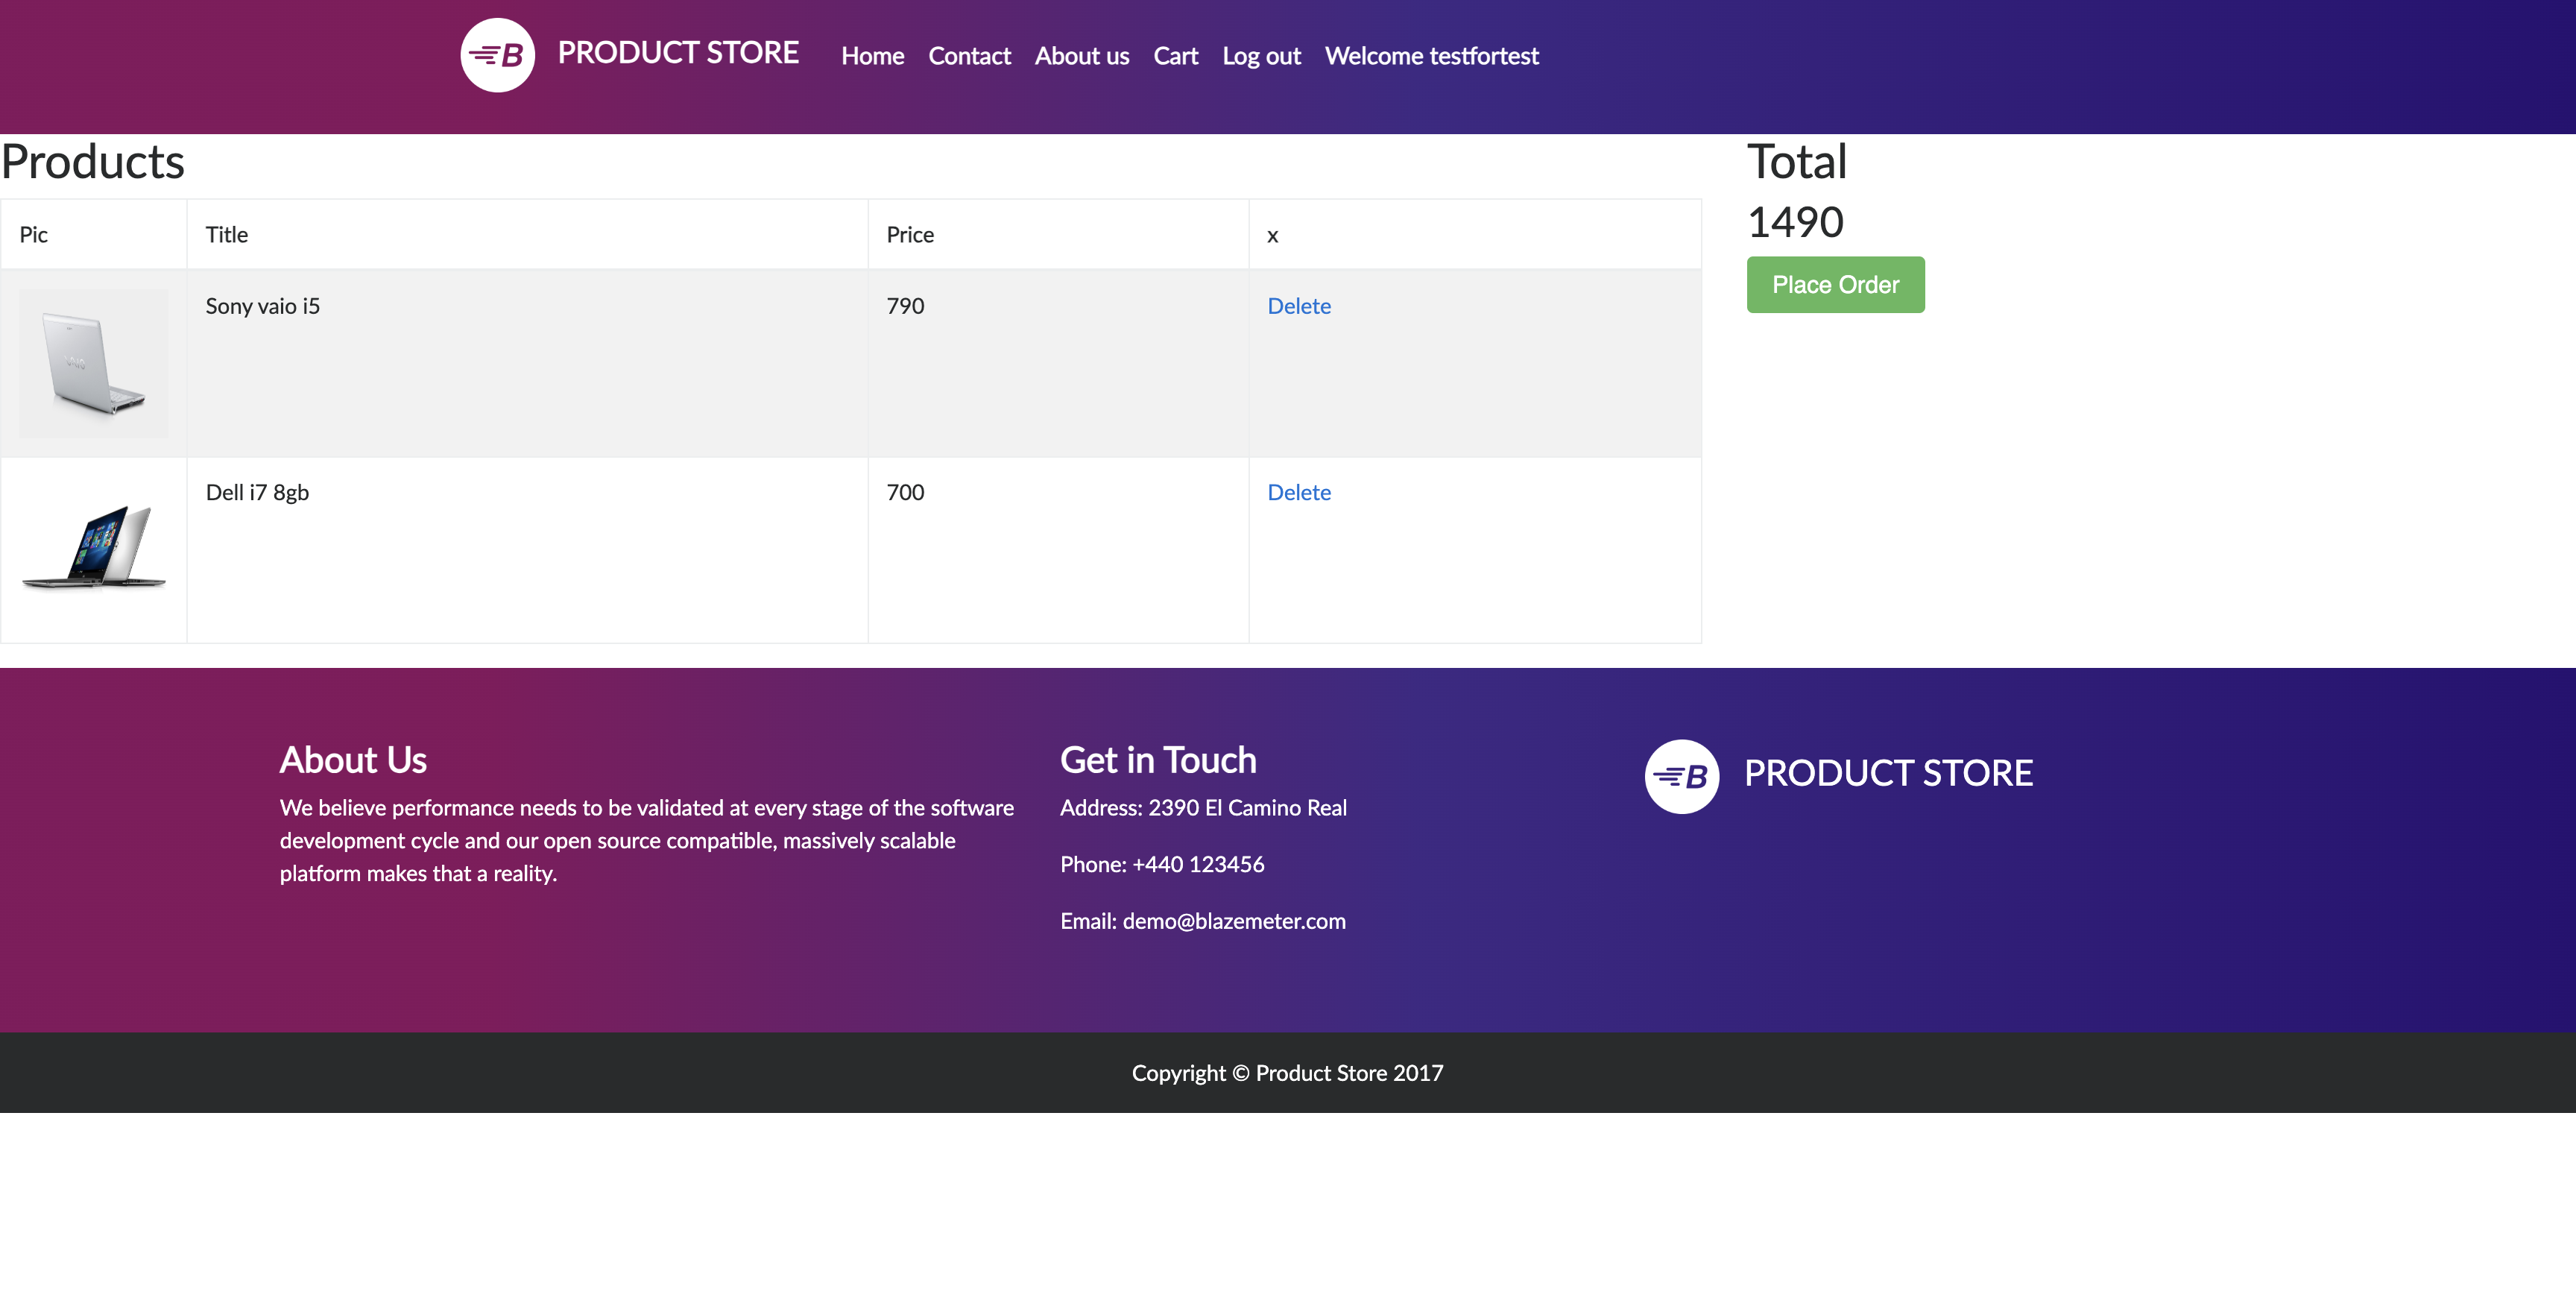 B PRODUCT STORE Home Contact About us Cart Log out Welcome testfortest
Products
Pic Title Price x
VAIO
Sony vaio i5 790 Delete
Dell i7 8gb 700 Delete
Total
1490
Place Order
About Us
We believe performance needs to be validated at every stage of the software
development cycle and our open source compatible, massively scalable
platform makes that a reality.
Get in Touch
Address: 2390 El Camino Real
Phone: +440 123456
Email: demo@blazemeter.com
B PRODUCT STORE
Copyright © Product Store 2017